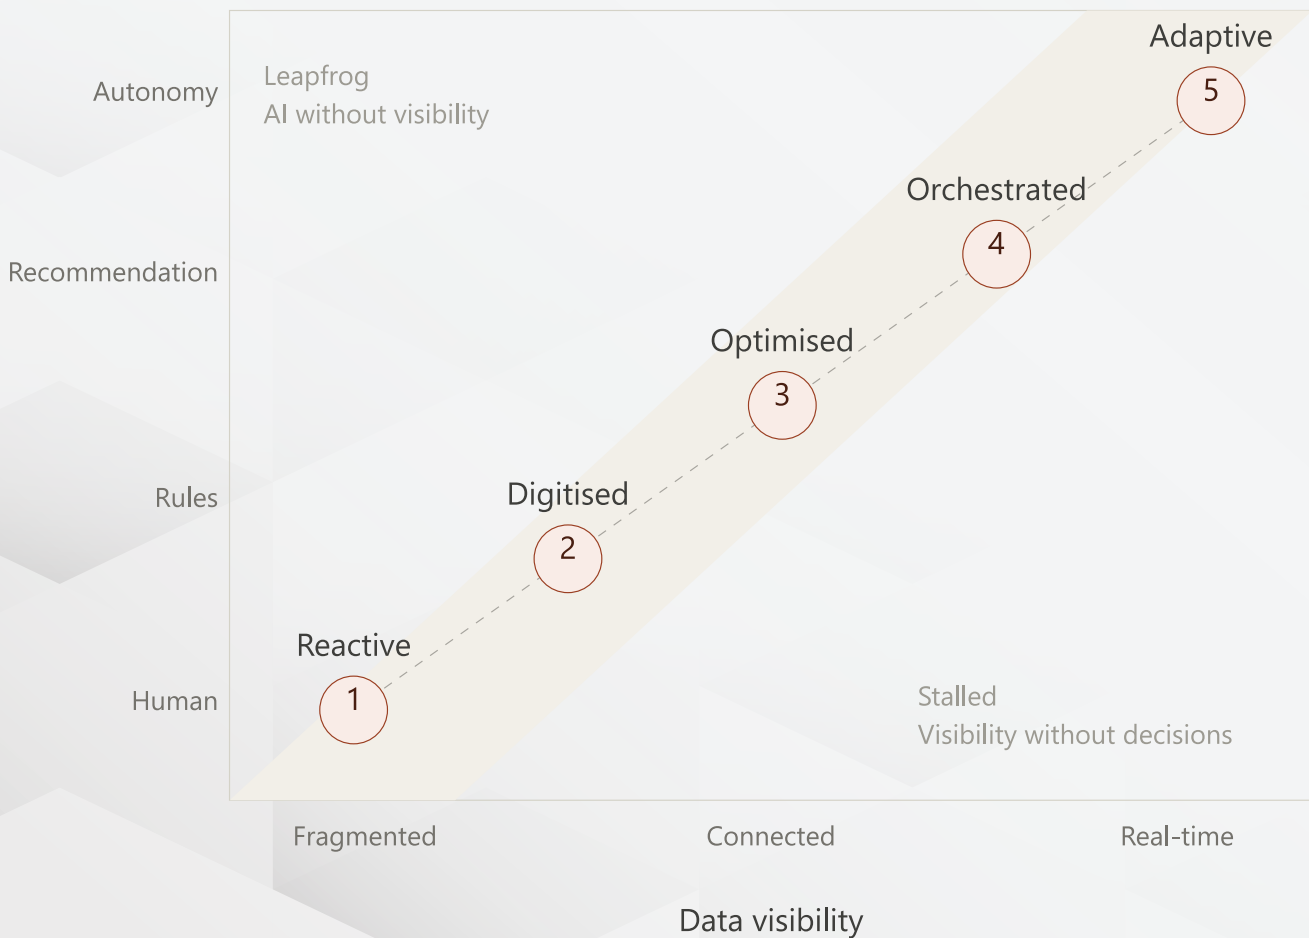 Adaptive
Autonomy
Leapfrog
AI without visibility
5
Orchestrated
Recommendation
4
Optimised
3
Rules
Digitised
2
Reactive
Human
1
Stalled
Visibility without decisions
Fragmented
Connected
Real-time
Data visibility